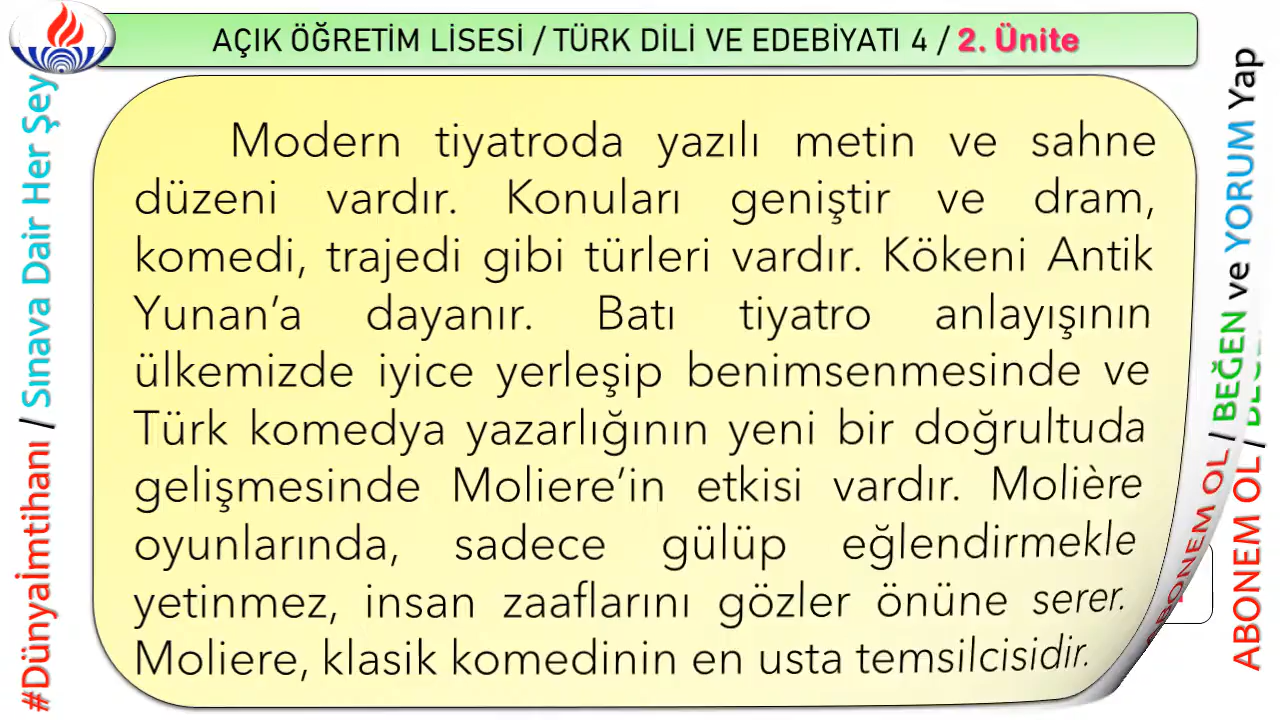 AÇIK ÖĞRETİM LİSESİ / TÜRK DİLİ VE EDEBİYATI 4 / 2. Ünite
#Dünyaimtihanı / Sınava Dair Her Şey
Modern tiyatroda yazılı metin ve sahne
düzeni vardır. Konuları geniştir ve dram,
komedi, trajedi gibi türleri vardır. Kökeni Antik
Yunan’a dayanır. Batı tiyatro anlayışının
ülkemizde iyice yerleşip benimsenmesinde ve
Türk komedya yazarlığının yeni bir doğrultuda
gelişmesinde Moliere’in etkisi vardır. Molière
oyunlarında, sadece gülüp eğlendirmekle
yetinmez, insan zaaflarını gözler önüne serer.
Moliere, klasik komedinin en usta temsilcisidir.
ABONEM OL / BEĞEN ve YORUM Yap
ABONEM OL /